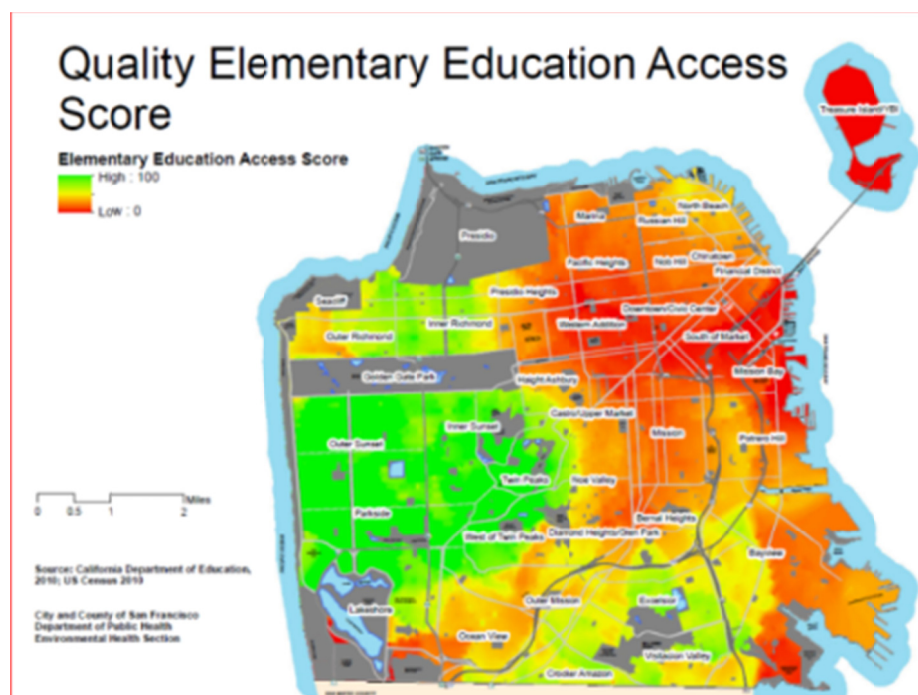 Quality Elementary Education Access
Score
Elementary Education Access Score
High : 100
Low : 0
Treasure Island/YBI
North Beach
Marina
Russian Hill
Presidio
Chinatown
Pacific Heights
Nob Hill
Financial District
Seacliff
Presidio Heights
Downtown/Civic Center
Outer Richmond
Inner Richmond
Western Addition
South of Market
Golden Gate Park
Haight Ashbury
Mission Bay
Castro/Upper Market
Inner Sunset
Outer Sunset
Mission
Potrero Hill
Twin Peaks
Noe Valley
Parkside
Bernal Heights
West of Twin Peaks
Diamond Heights/Glen Park
Bayview
Lakeshore
Outer Mission
Excelsior
Ocean View
Visitacion Valley
Crocker Amazon
Miles
0 0.5 1 2
Source: California Department of Education,
2010; US Census 2010
City and County of San Francisco
Department of Public Health
Environmental Health Section